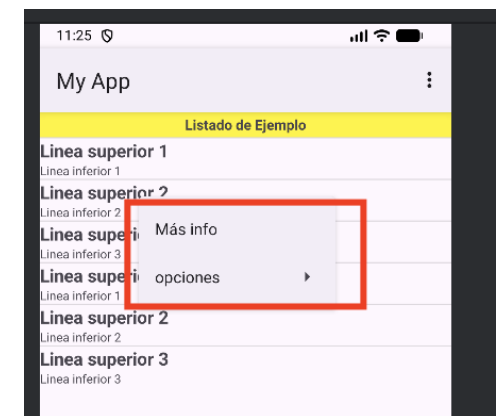 11:25
My App
Listado de Ejemplo
Linea superior 1
Linea inferior 1
Linea superior 2
Linea inferior 2
Más info
Linea superi
Linea inferior 3
Linea superi
opciones
Linea inferior 1
Linea superior 2
Linea inferior 2
Linea superior 3
Linea inferior 3